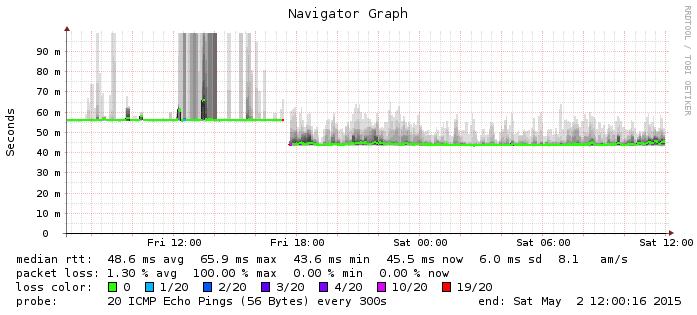 Navigator Graph
RRDTOOL / TOBI OETIKER
Seconds
90 m
80 m
70 m
60 m
50 m
40 m
30 m
20 m
10 m
0
Fri 12:00 Fri 18:00 Sat 00:00 Sat 06:00 Sat 12:00
median rtt: 48.6 ms avg 65.9 ms max 43.6 ms min 45.5 ms now 6.0 ms sd 8.1 am/s
packet loss: 1.30 % avg 100.00 % max 0.00 % min 0.00 % now
loss color: 0 1/20 2/20 3/20 4/20 10/20 19/20
probe: 20 ICMP Echo Pings (56 Bytes) every 300s end: Sat May 2 12:00:16 2015